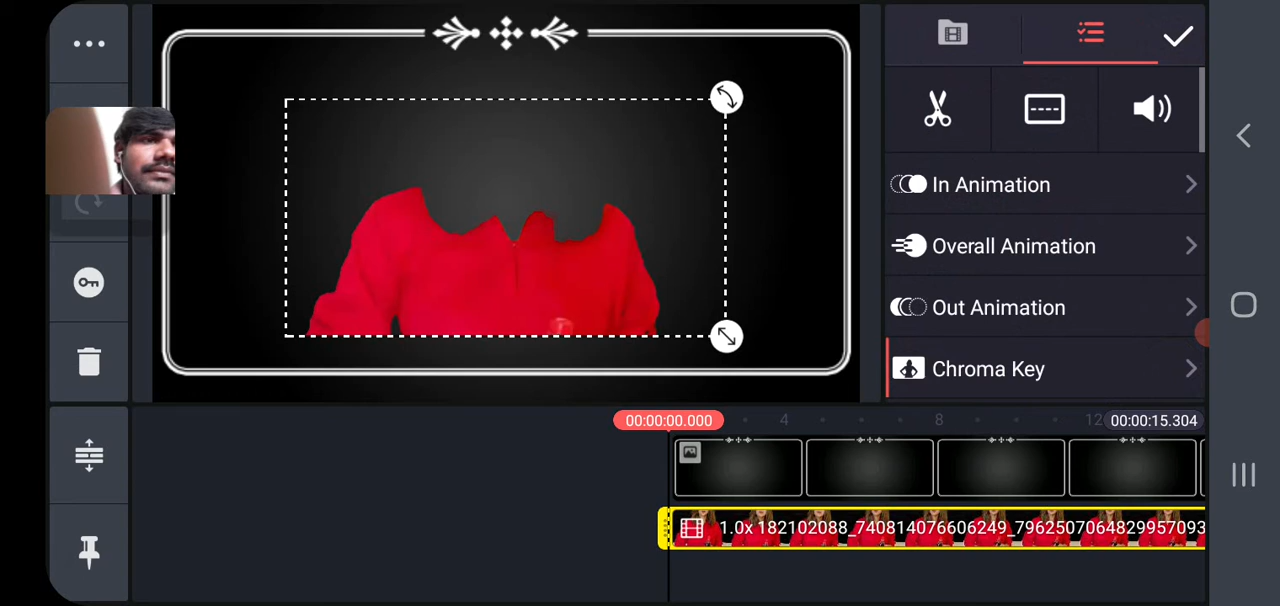 In Animation
Overall Animation
Out Animation
Chroma Key
00:00:00.000
4
8
12
00:00:15.304
1.0x 182102088_740814076606249_7962507064829957093